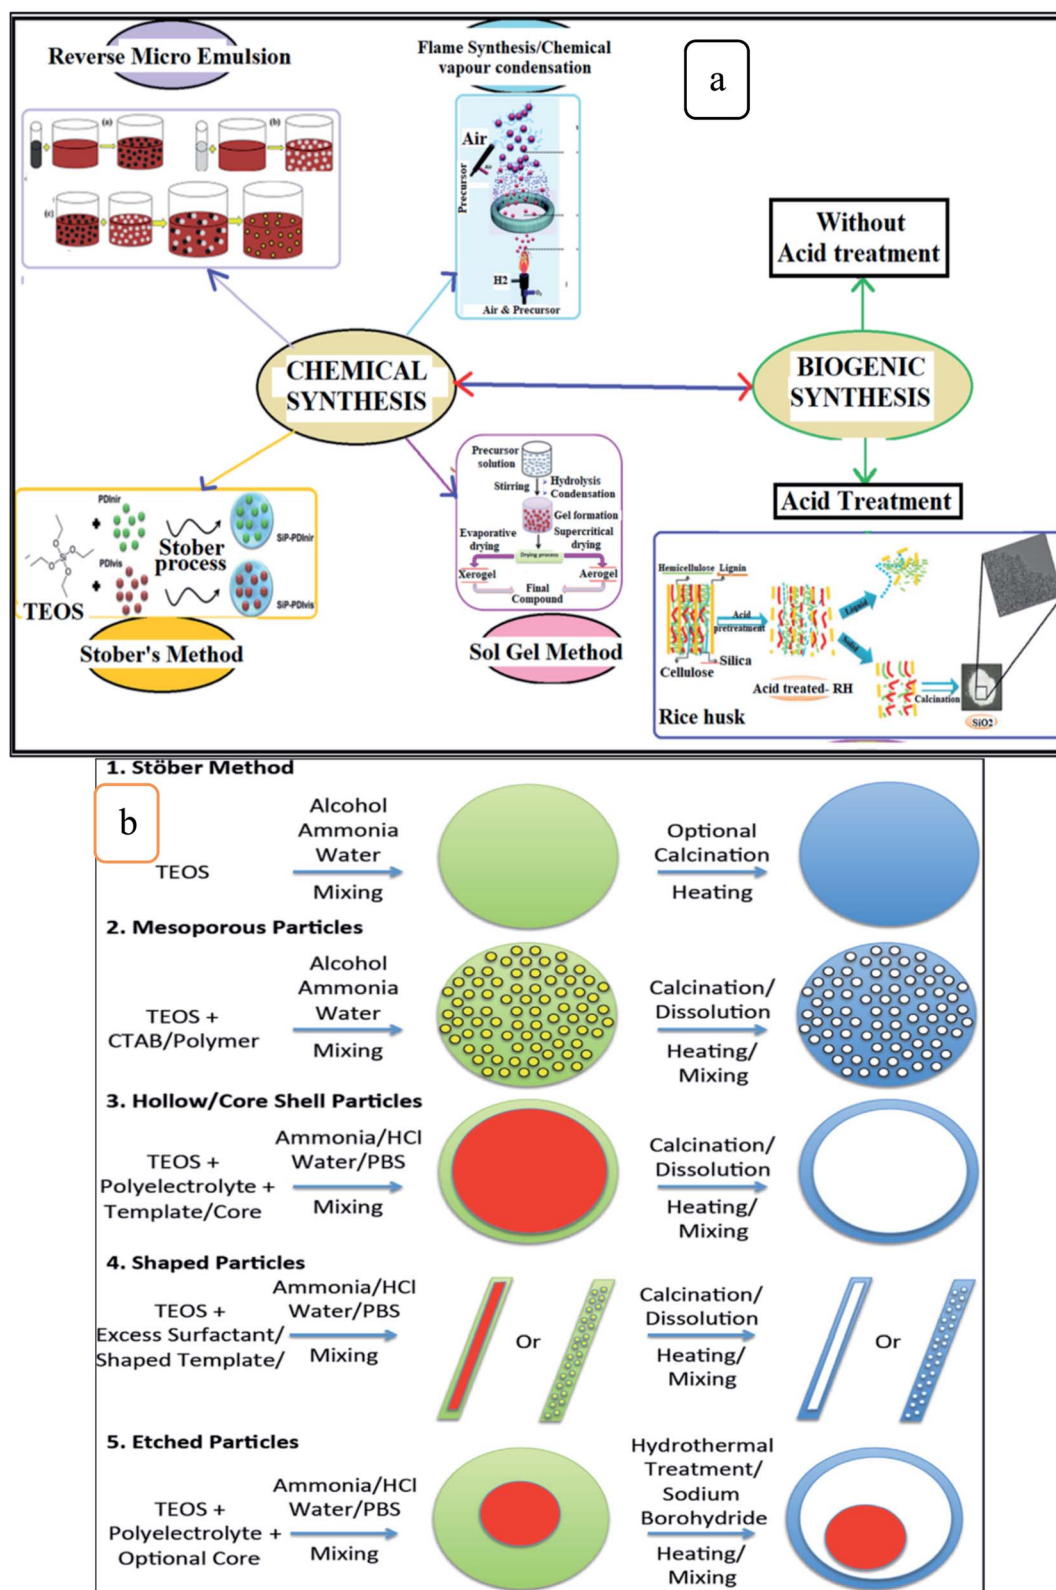 Reverse Micro Emulsion
(a)
(b)
(c)
Flame Synthesis/Chemical
vapour condensation
Air
Precursor
H2
O2
Air & Precursor
a
Without
Acid treatment
CHEMICAL
SYNTHESIS
BIOGENIC
SYNTHESIS
Acid Treatment
PDInir
SiP-PDInir
Stober
process
PDIvis
SiP-PDIvis
TEOS
Stober's Method
Precursor
solution
Stirring
Hydrolysis
Condensation
Gel formation
Evaporative
drying
Supercritical
drying
Drying process
Xerogel
Aerogel
Final
Compound
Sol Gel Method
Hemicellulose
Lignin
Acid
pretreatment
Liquid
Solid
Cellulose
Silica
Acid treated- RH
Calcination
SiO2
Rice husk
b
1. Stöber Method
TEOS
Alcohol
Ammonia
Water
Mixing
Optional
Calcination
Heating
2. Mesoporous Particles
TEOS +
CTAB/Polymer
Alcohol
Ammonia
Water
Mixing
Calcination/
Dissolution
Heating/
Mixing
3. Hollow/Core Shell Particles
TEOS +
Polyelectrolyte +
Template/Core
Ammonia/HCl
Water/PBS
Mixing
Calcination/
Dissolution
Heating/
Mixing
4. Shaped Particles
TEOS +
Excess Surfactant/
Shaped Template/
Ammonia/HCl
Water/PBS
Mixing
Or
Calcination/
Dissolution
Heating/
Mixing
Or
5. Etched Particles
TEOS +
Polyelectrolyte +
Optional Core
Ammonia/HCl
Water/PBS
Mixing
Hydrothermal
Treatment/
Sodium
Borohydride
Heating/
Mixing